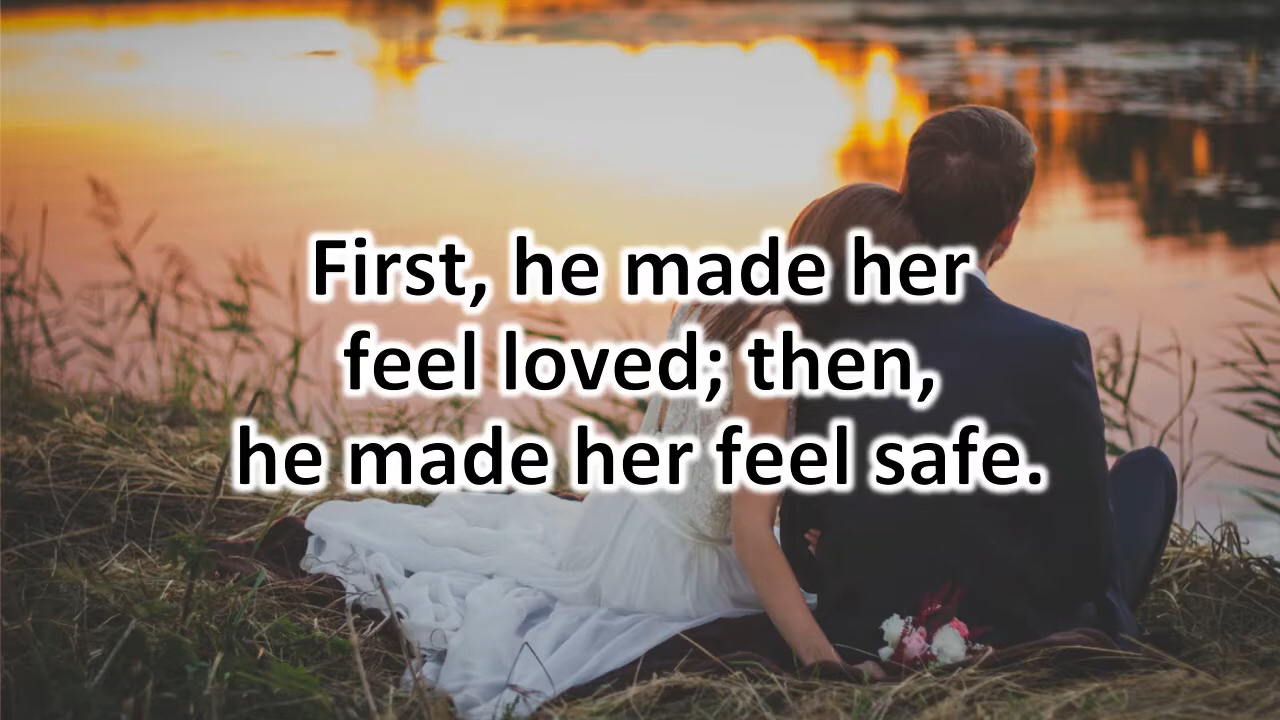 First, he made her
feel loved; then,
he made her feel safe.